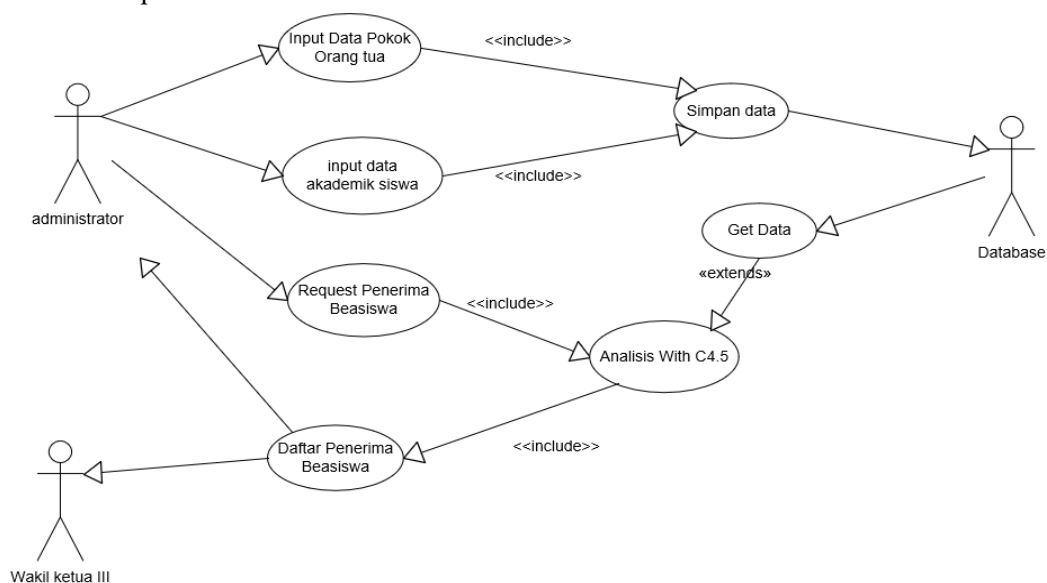 Input Data Pokok
Orang tua
<<include>>
Simpan data
input data
akademik siswa
<<include>>
administrator
Get Data
Database
«extends»
Request Penerima
Beasiswa
<<include>>
Analisis With C4.5
Daftar Penerima
Beasiswa
<<include>>
Wakil ketua III